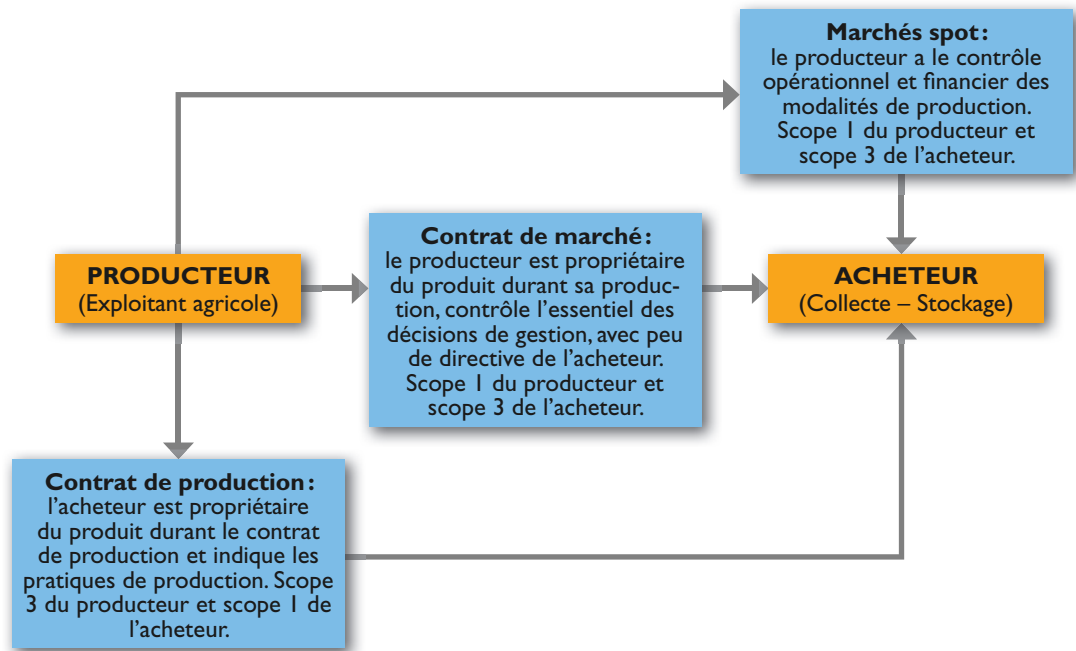 Marchés spot :
le producteur a le contrôle
opérationnel et financier des
modalités de production.
Scope 1 du producteur et
scope 3 de l’acheteur.
Contrat de marché :
le producteur est propriétaire
du produit durant sa produc-
tion, contrôle l’essentiel des
décisions de gestion, avec peu
de directive de l’acheteur.
Scope 1 du producteur et
scope 3 de l’acheteur.
PRODUCTEUR
(Exploitant agricole)
ACHETEUR
(Collecte – Stockage)
Contrat de production :
l’acheteur est propriétaire
du produit durant le contrat
de production et indique les
pratiques de production. Scope
3 du producteur et scope 1 de
l’acheteur.